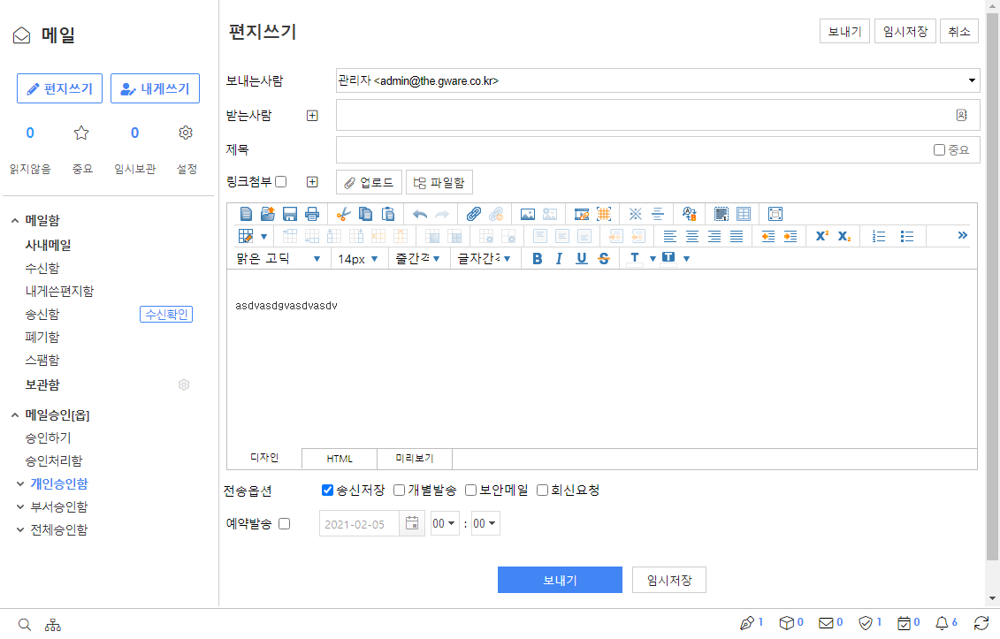 메일
편지쓰기
내게쓰기
0
0
읽지않음
중요
임시보관
설정
메일함
사내메일
수신함
내게쓴편지함
송신함
수신확인
폐기함
스팸함
보관함
메일승인[옵]
승인하기
승인처리함
개인승인함
부서승인함
전체승인함
편지쓰기
보내기
임시저장
취소
보내는사람
관리자 <admin@the.gware.co.kr>
받는사람
제목
중요
링크첨부
업로드
파일함
맑은 고딕
14px
줄간격
글자간격
B I U S T T
X² X₂
asdvasdgvasdvasdv
디자인
HTML
미리보기
전송옵션
송신저장
개별발송
보안메일
회신요청
예약발송
2021-02-05
00 : 00
보내기
임시저장
1 0 0 1 0 6